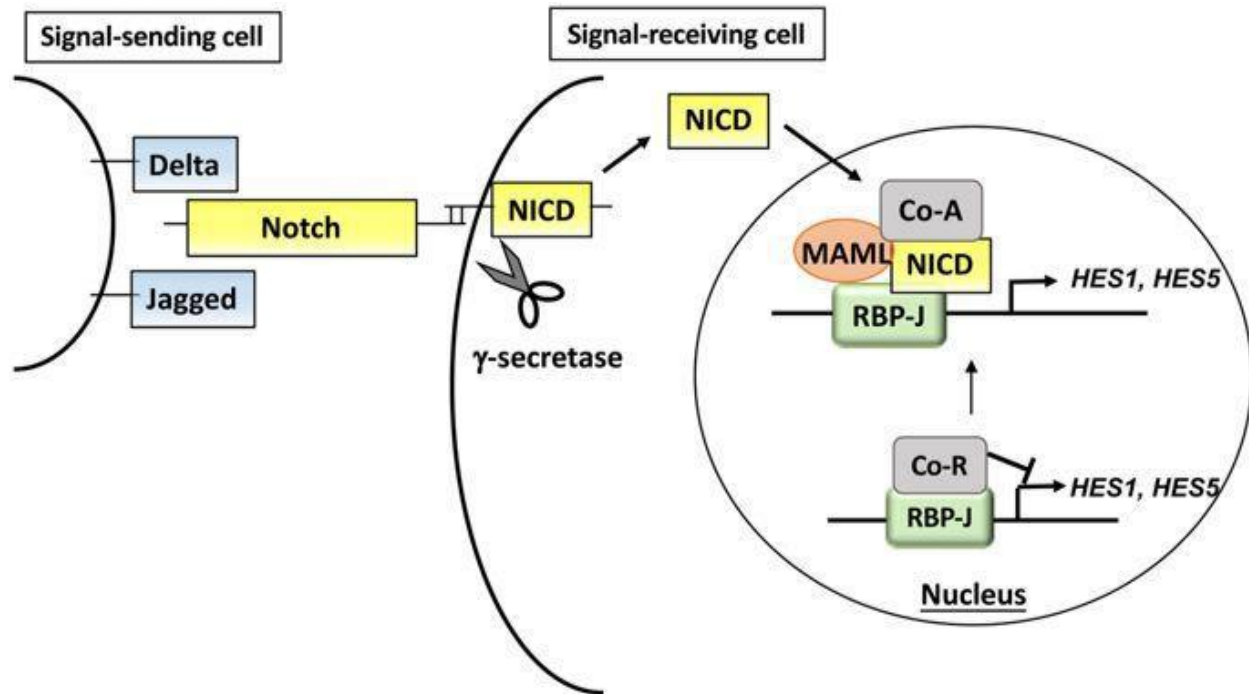 Signal-sending cell
Signal-receiving cell
Delta
Notch
Jagged
NICD
γ-secretase
NICD
Co-A
MAML
NICD
RBP-J
HES1, HES5
Co-R
RBP-J
HES1, HES5
Nucleus